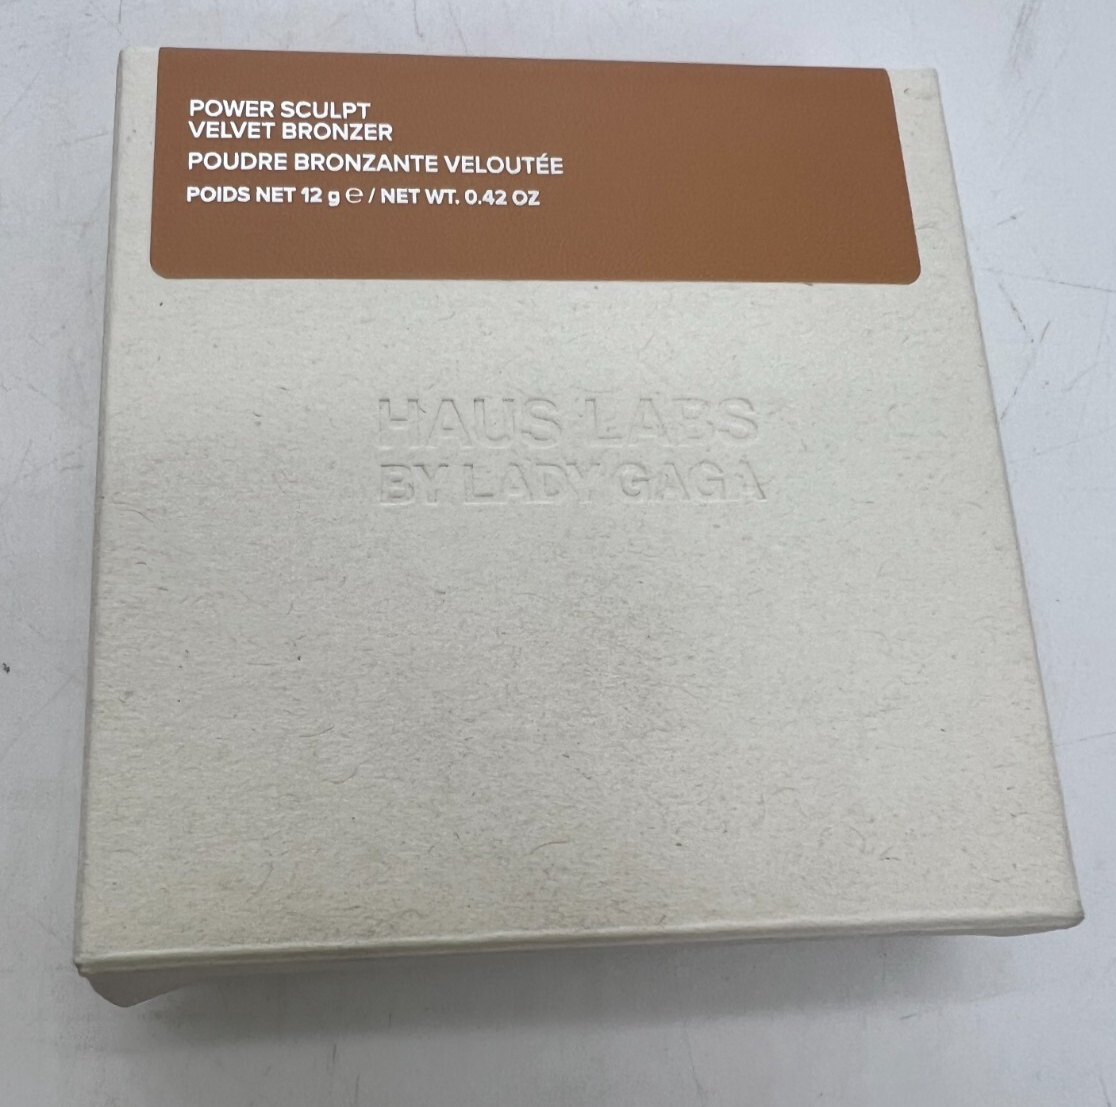 POWER SCULPT
VELVET BRONZER
POUDRE BRONZANTE VELOUTÉE
POIDS NET 12 g ℮ / NET WT. 0.42 OZ
HAUS LABS
BY LADY GAGA